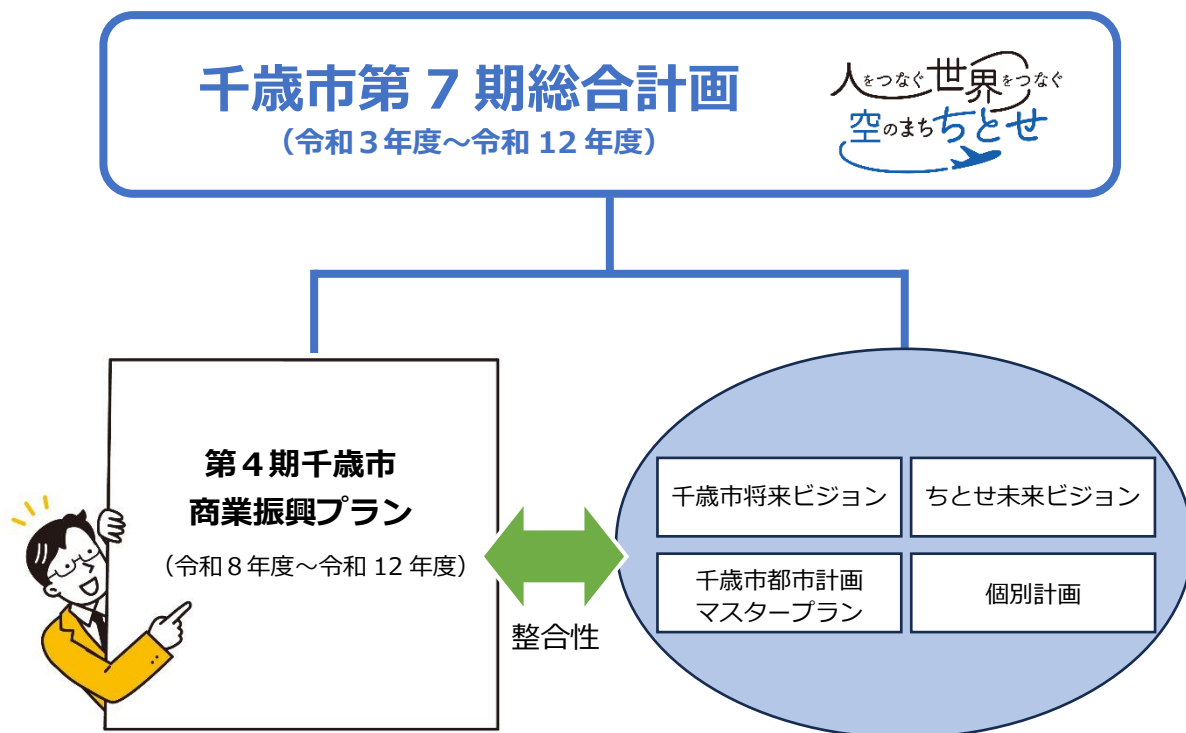 千歳市第7期総合計画
（令和3年度～令和12年度）
人をつなぐ世界をつなぐ
空のまちちとせ
第4期千歳市
商業振興プラン
（令和8年度～令和12年度）
整合性
千歳市将来ビジョン
ちとせ未来ビジョン
千歳市都市計画
マスタープラン
個別計画